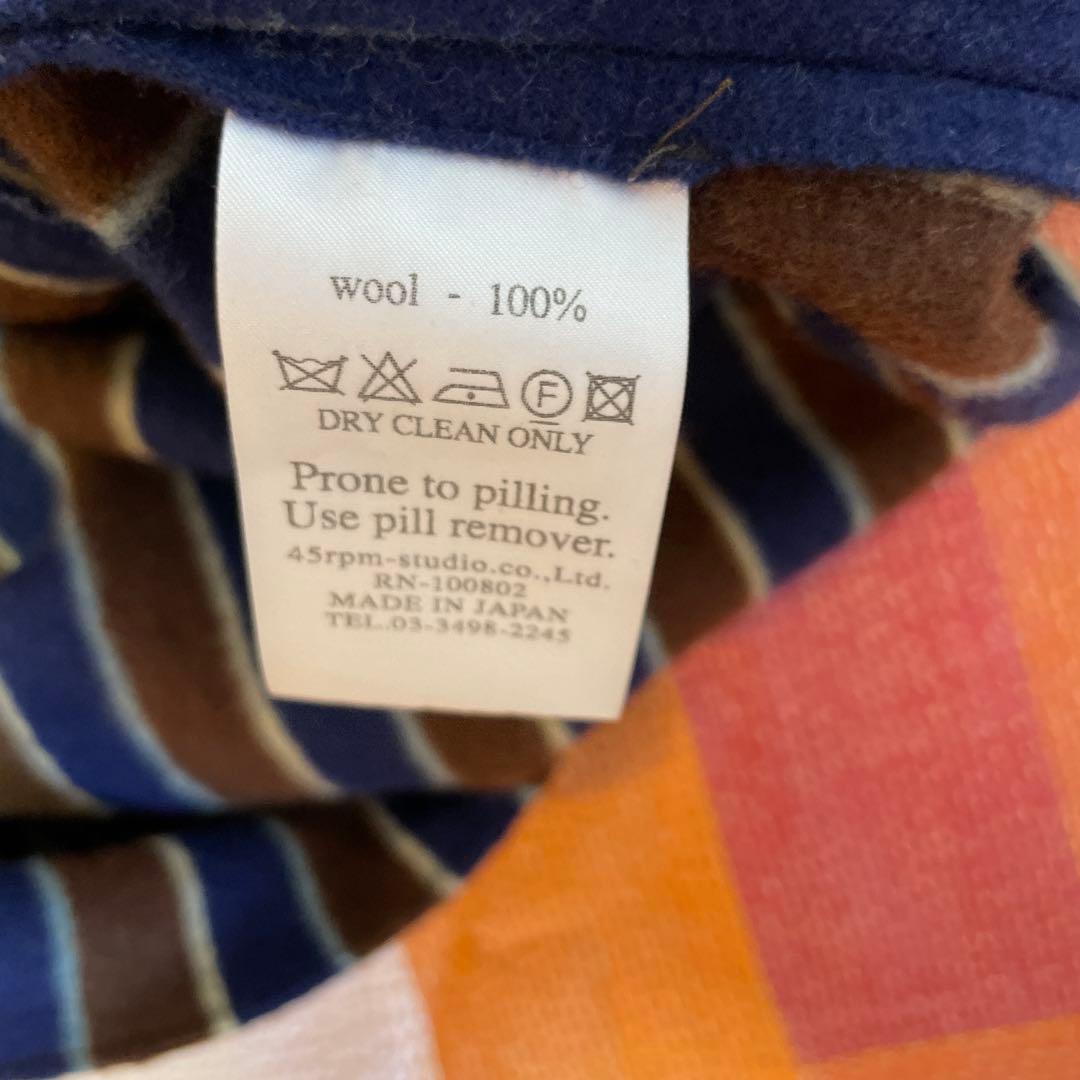 wool - 100%
F
DRY CLEAN ONLY
Prone to pilling.
Use pill remover.
45rpm-studio.co.,Ltd.
RN-100802
MADE IN JAPAN
TEL.03-3498-2245